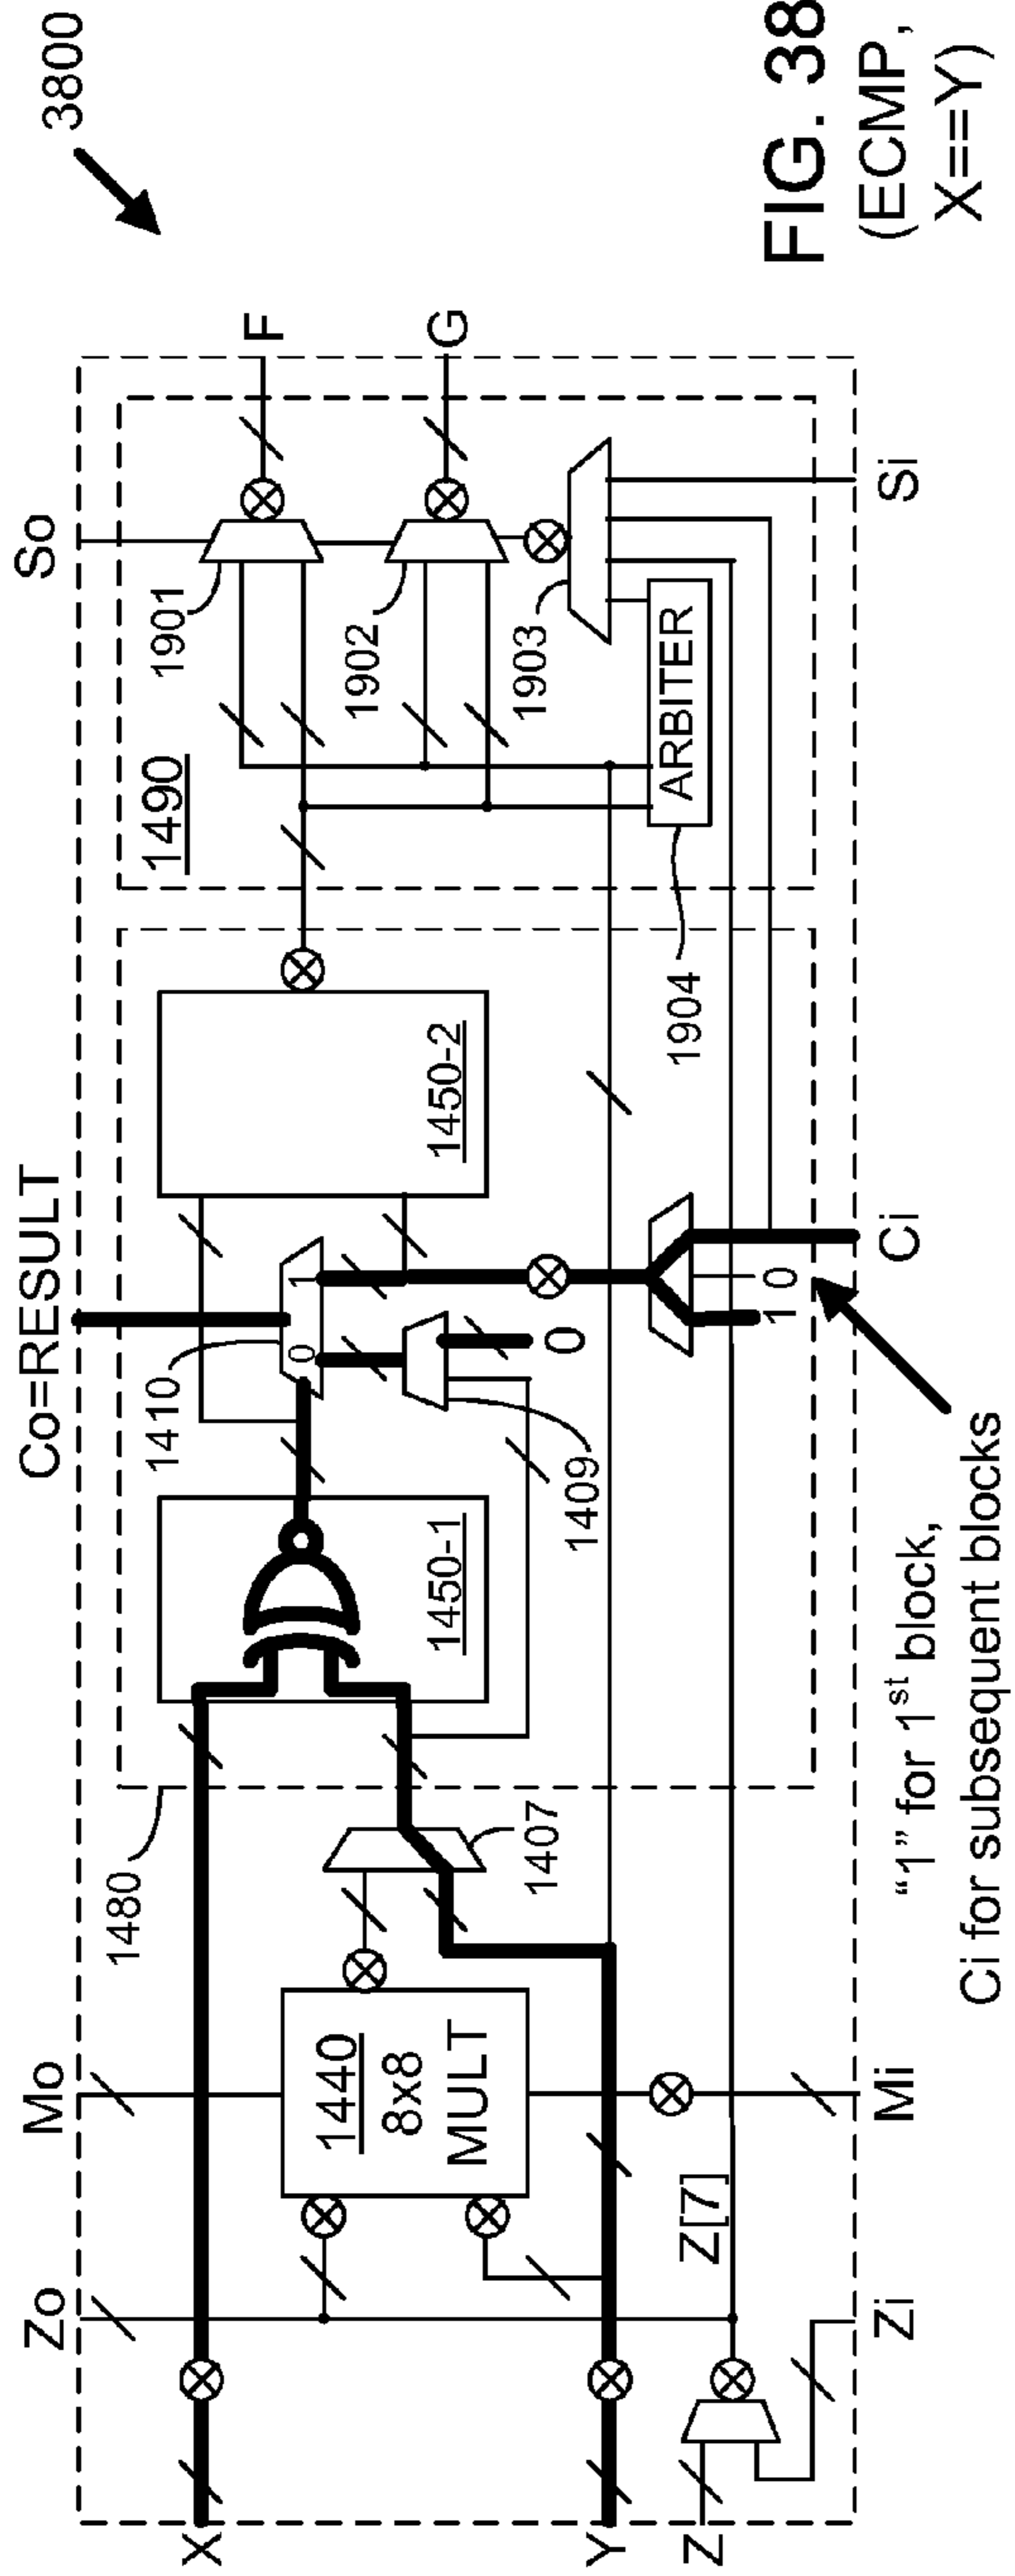 3800
FIG. 38
(ECMP,
X==Y)
Zo
Mo
Co=RESULT
So
X
Y
Z
1440
8x8
MULT
Z[7]
1407
1480
1450-1
1409
1410
0
1
0
1
0
1450-2
1490
1901
1902
1903
ARBITER
1904
F
G
Zi
Mi
Ci
Si
“1” for 1st block,
Ci for subsequent blocks